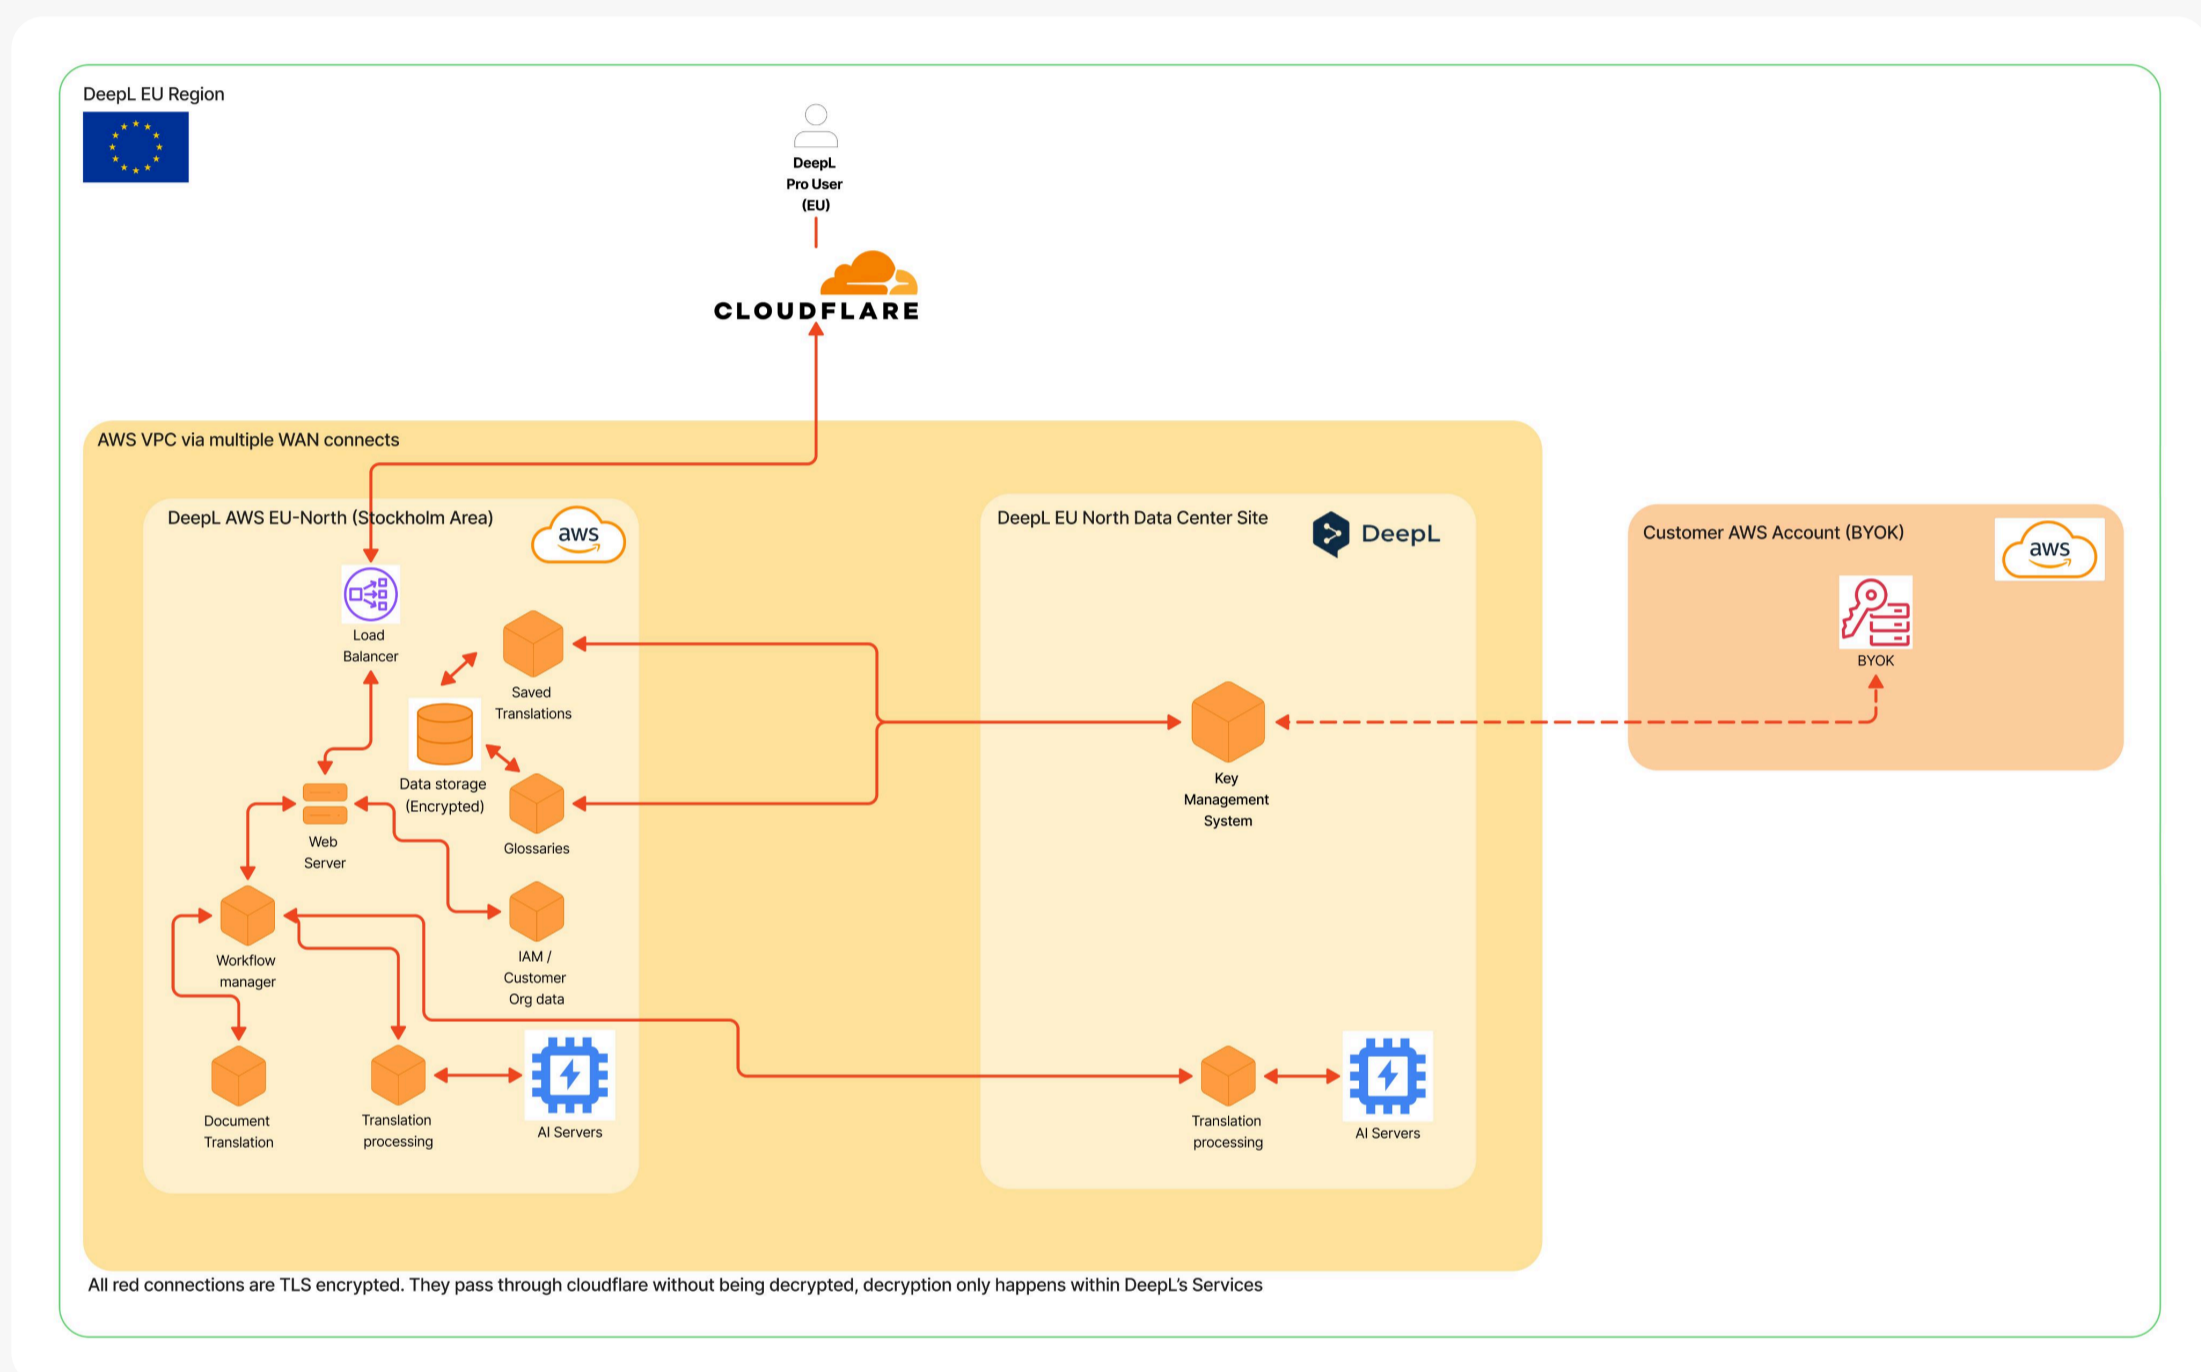 DeepL EU Region
DeepL
Pro User
(EU)
CLOUDFLARE
AWS VPC via multiple WAN connects
DeepL AWS EU-North (Stockholm Area)
aws
Load
Balancer
Saved
Translations
Data storage
(Encrypted)
Web
Server
Glossaries
Workflow
manager
IAM /
Customer
Org data
Document
Translation
Translation
processing
AI Servers
DeepL EU North Data Center Site
DeepL
Key
Management
System
Translation
processing
AI Servers
Customer AWS Account (BYOK)
aws
BYOK
All red connections are TLS encrypted. They pass through cloudflare without being decrypted, decryption only happens within DeepL's Services